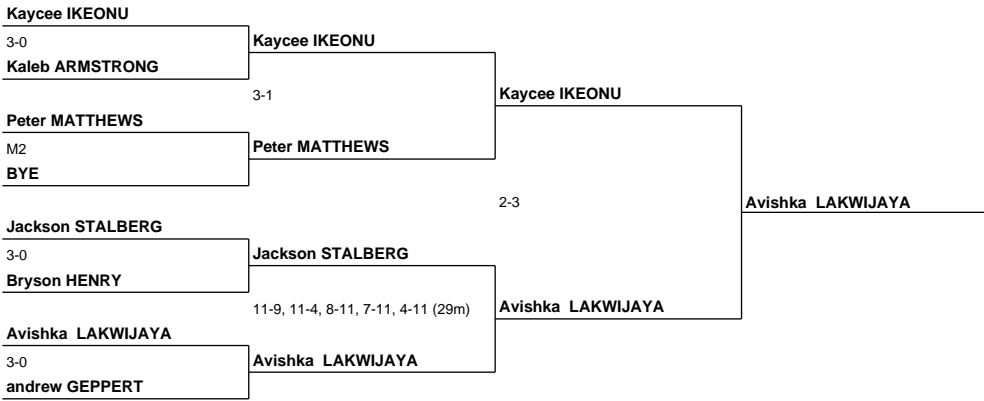 Kaycee IKEONU
3-0
Kaleb ARMSTRONG
Peter MATTHEWS
M2
BYE
Jackson STALBERG
3-0
Bryson HENRY
Avishka  LAKWIJAYA
3-0
andrew GEPPERT
Kaycee IKEONU
3-1
Peter MATTHEWS
Jackson STALBERG
11-9, 11-4, 8-11, 7-11, 4-11 (29m)
Avishka  LAKWIJAYA
Kaycee IKEONU
2-3
Avishka  LAKWIJAYA
Avishka  LAKWIJAYA